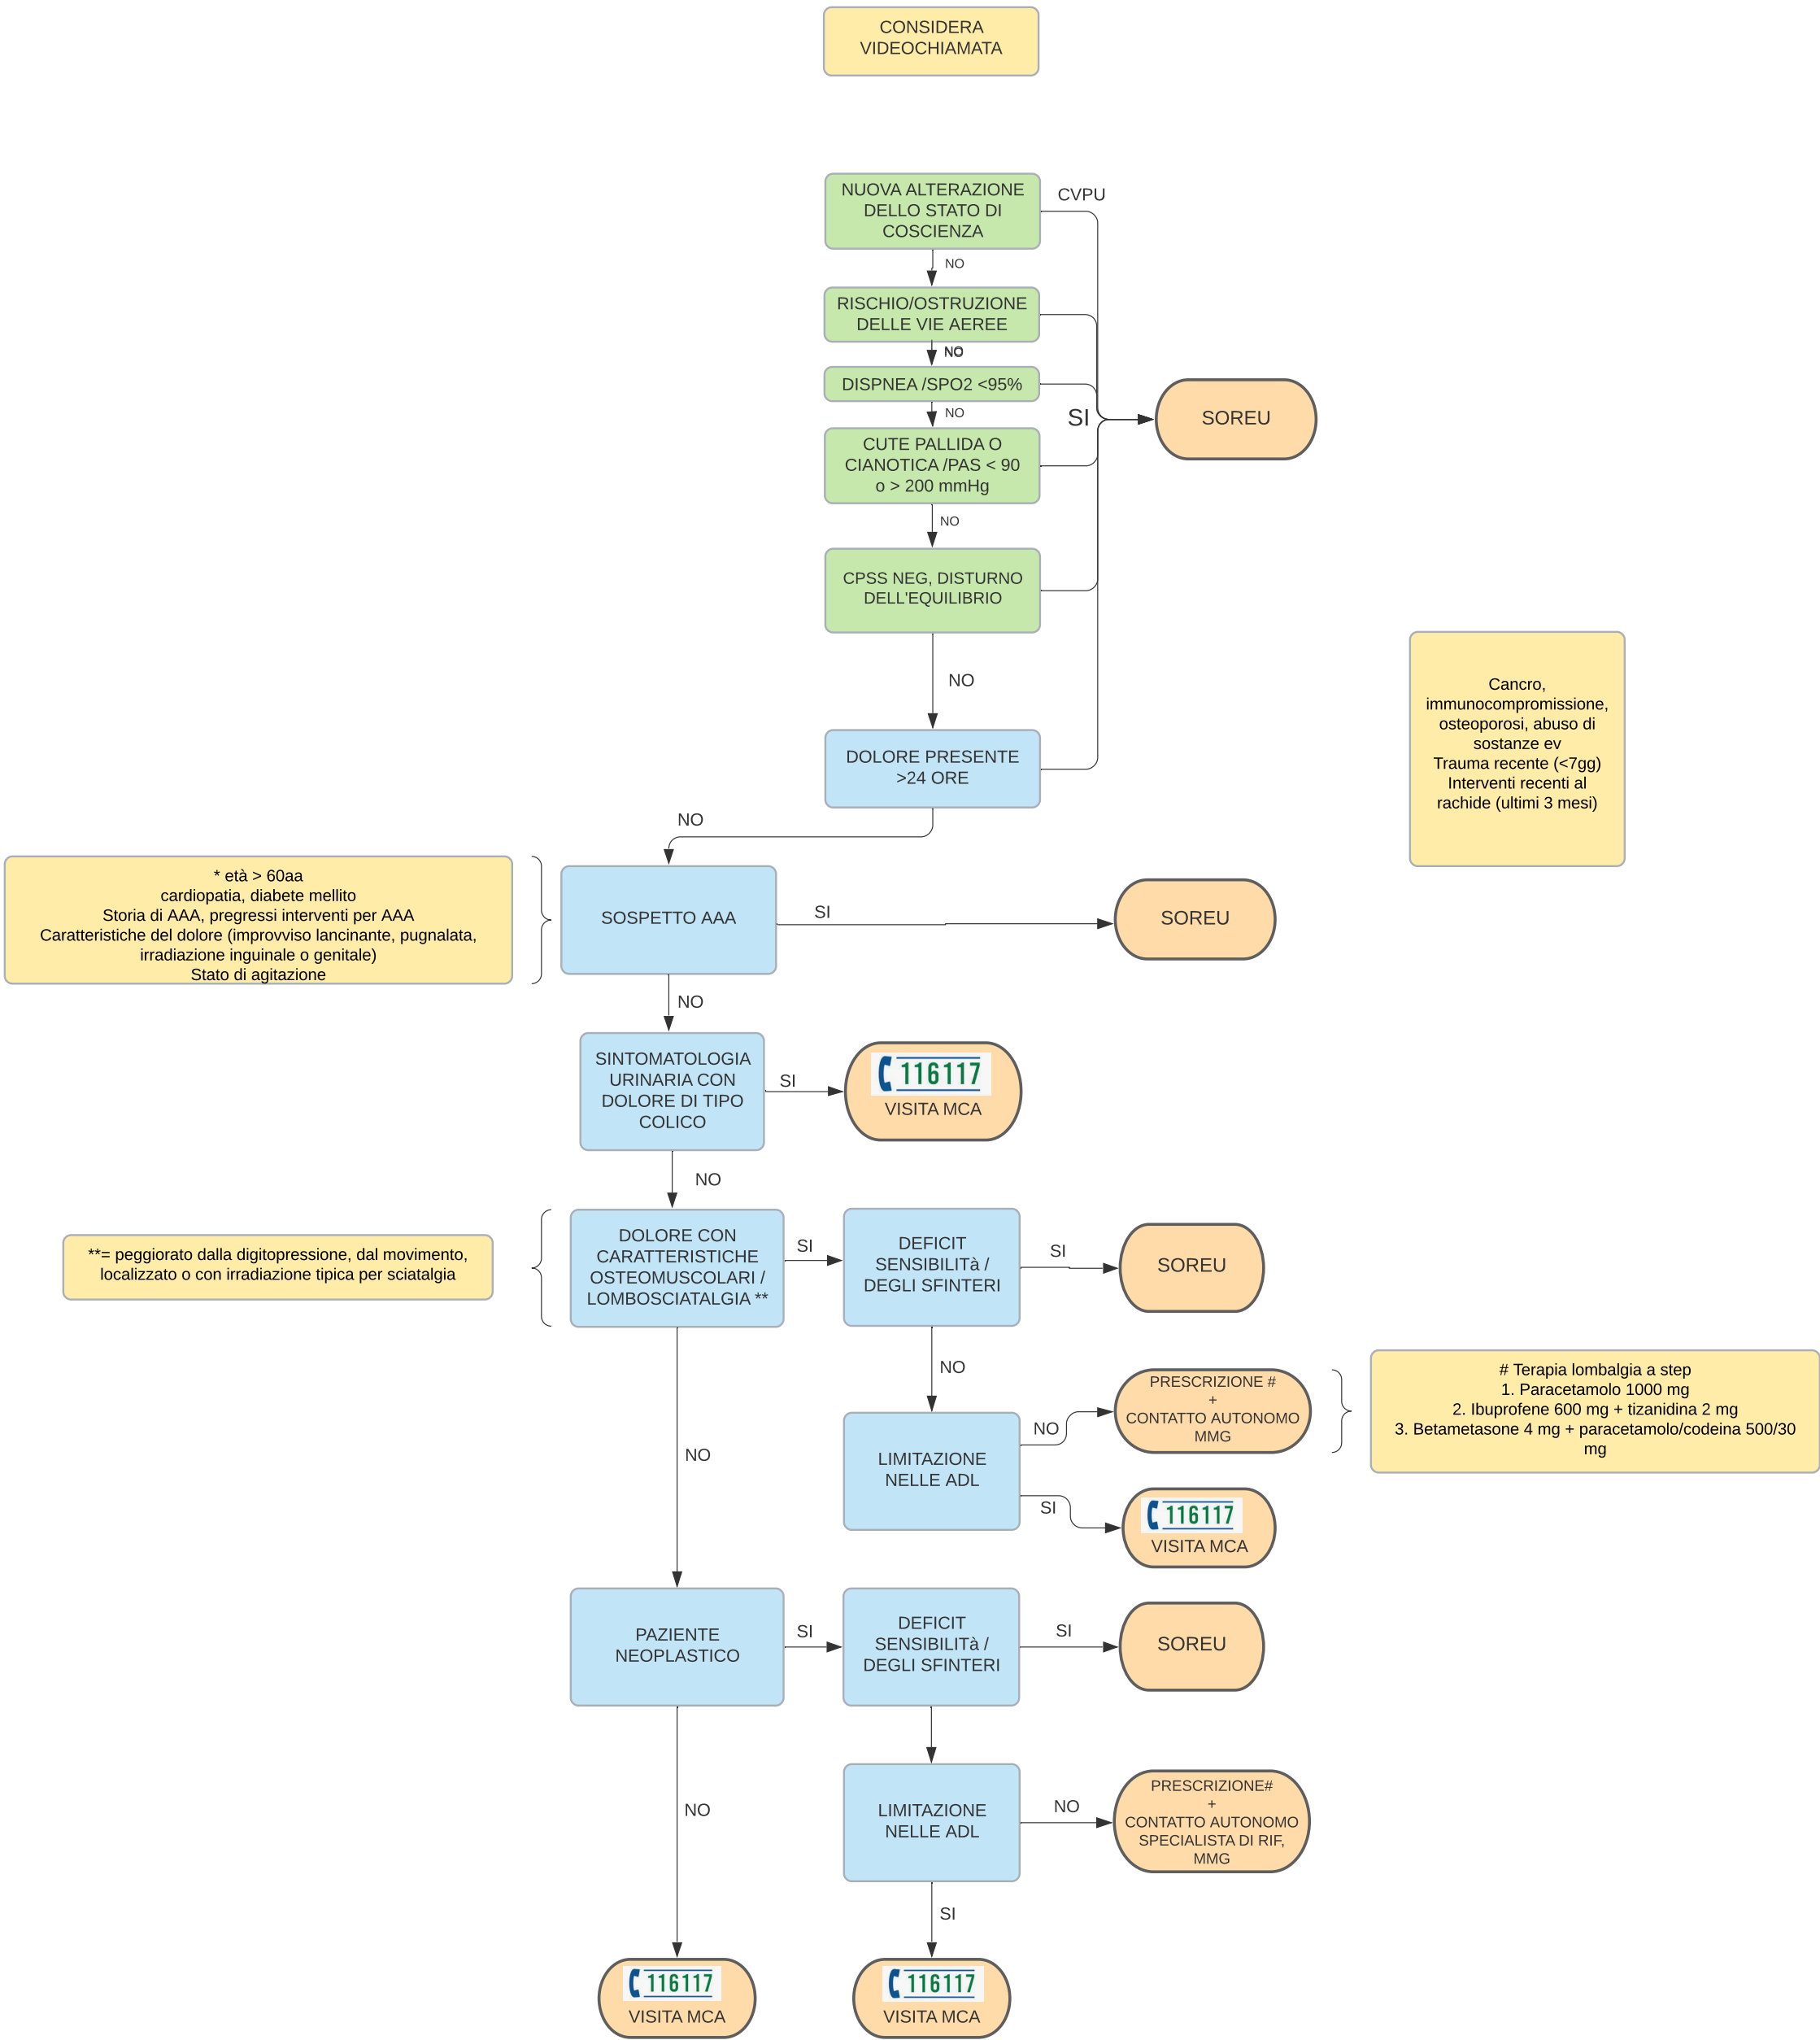 CONSIDERA
VIDEOCHIAMATA
NUOVA ALTERAZIONE
DELLO STATO DI
COSCIENZA
CVPU
NO
RISCHIO/OSTRUZIONE
DELLE VIE AEREE
NO
DISPNEA /SPO2 <95%
NO
SI
SOREU
CUTE PALLIDA O
CIANOTICA /PAS < 90
o > 200 mmHg
NO
CPSS NEG, DISTURNO
DELL'EQUILIBRIO
NO
Cancro,
immunocompromissione,
osteoporosi, abuso di
sostanze ev
Trauma recente (<7gg)
Interventi recenti al
rachide (ultimi 3 mesi)
DOLORE PRESENTE
>24 ORE
NO
* età > 60aa
cardiopatia, diabete mellito
Storia di AAA, pregressi interventi per AAA
Caratteristiche del dolore (improvviso lancinante, pugnalata,
irradiazione inguinale o genitale)
Stato di agitazione
SOSPETTO AAA
SI
SOREU
NO
SINTOMATOLOGIA
URINARIA CON
DOLORE DI TIPO
COLICO
SI
116117
VISITA MCA
NO
**= peggiorato dalla digitopressione, dal movimento,
localizzato o con irradiazione tipica per sciatalgia
DOLORE CON
CARATTERISTICHE
OSTEOMUSCOLARI /
LOMBOSCIATALGIA **
SI
DEFICIT
SENSIBILITà /
DEGLI SFINTERI
SI
SOREU
NO
LIMITAZIONE
NELLE ADL
NO
PRESCRIZIONE #
+
CONTATTO AUTONOMO
MMG
# Terapia lombalgia a step
1. Paracetamolo 1000 mg
2. Ibuprofene 600 mg + tizanidina 2 mg
3. Betametasone 4 mg + paracetamolo/codeina 500/30
mg
SI
116117
VISITA MCA
NO
PAZIENTE
NEOPLASTICO
SI
DEFICIT
SENSIBILITà /
DEGLI SFINTERI
SI
SOREU
LIMITAZIONE
NELLE ADL
NO
PRESCRIZIONE#
+
CONTATTO AUTONOMO
SPECIALISTA DI RIF,
MMG
NO
SI
116117
VISITA MCA
116117
VISITA MCA